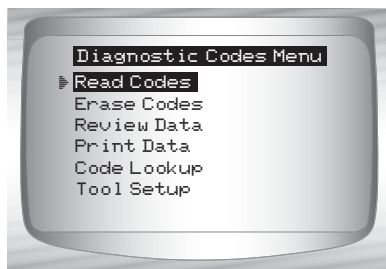 Diagnostic Codes Menu
Read Codes
Erase Codes
Review Data
Print Data
Code Lookup
Tool Setup